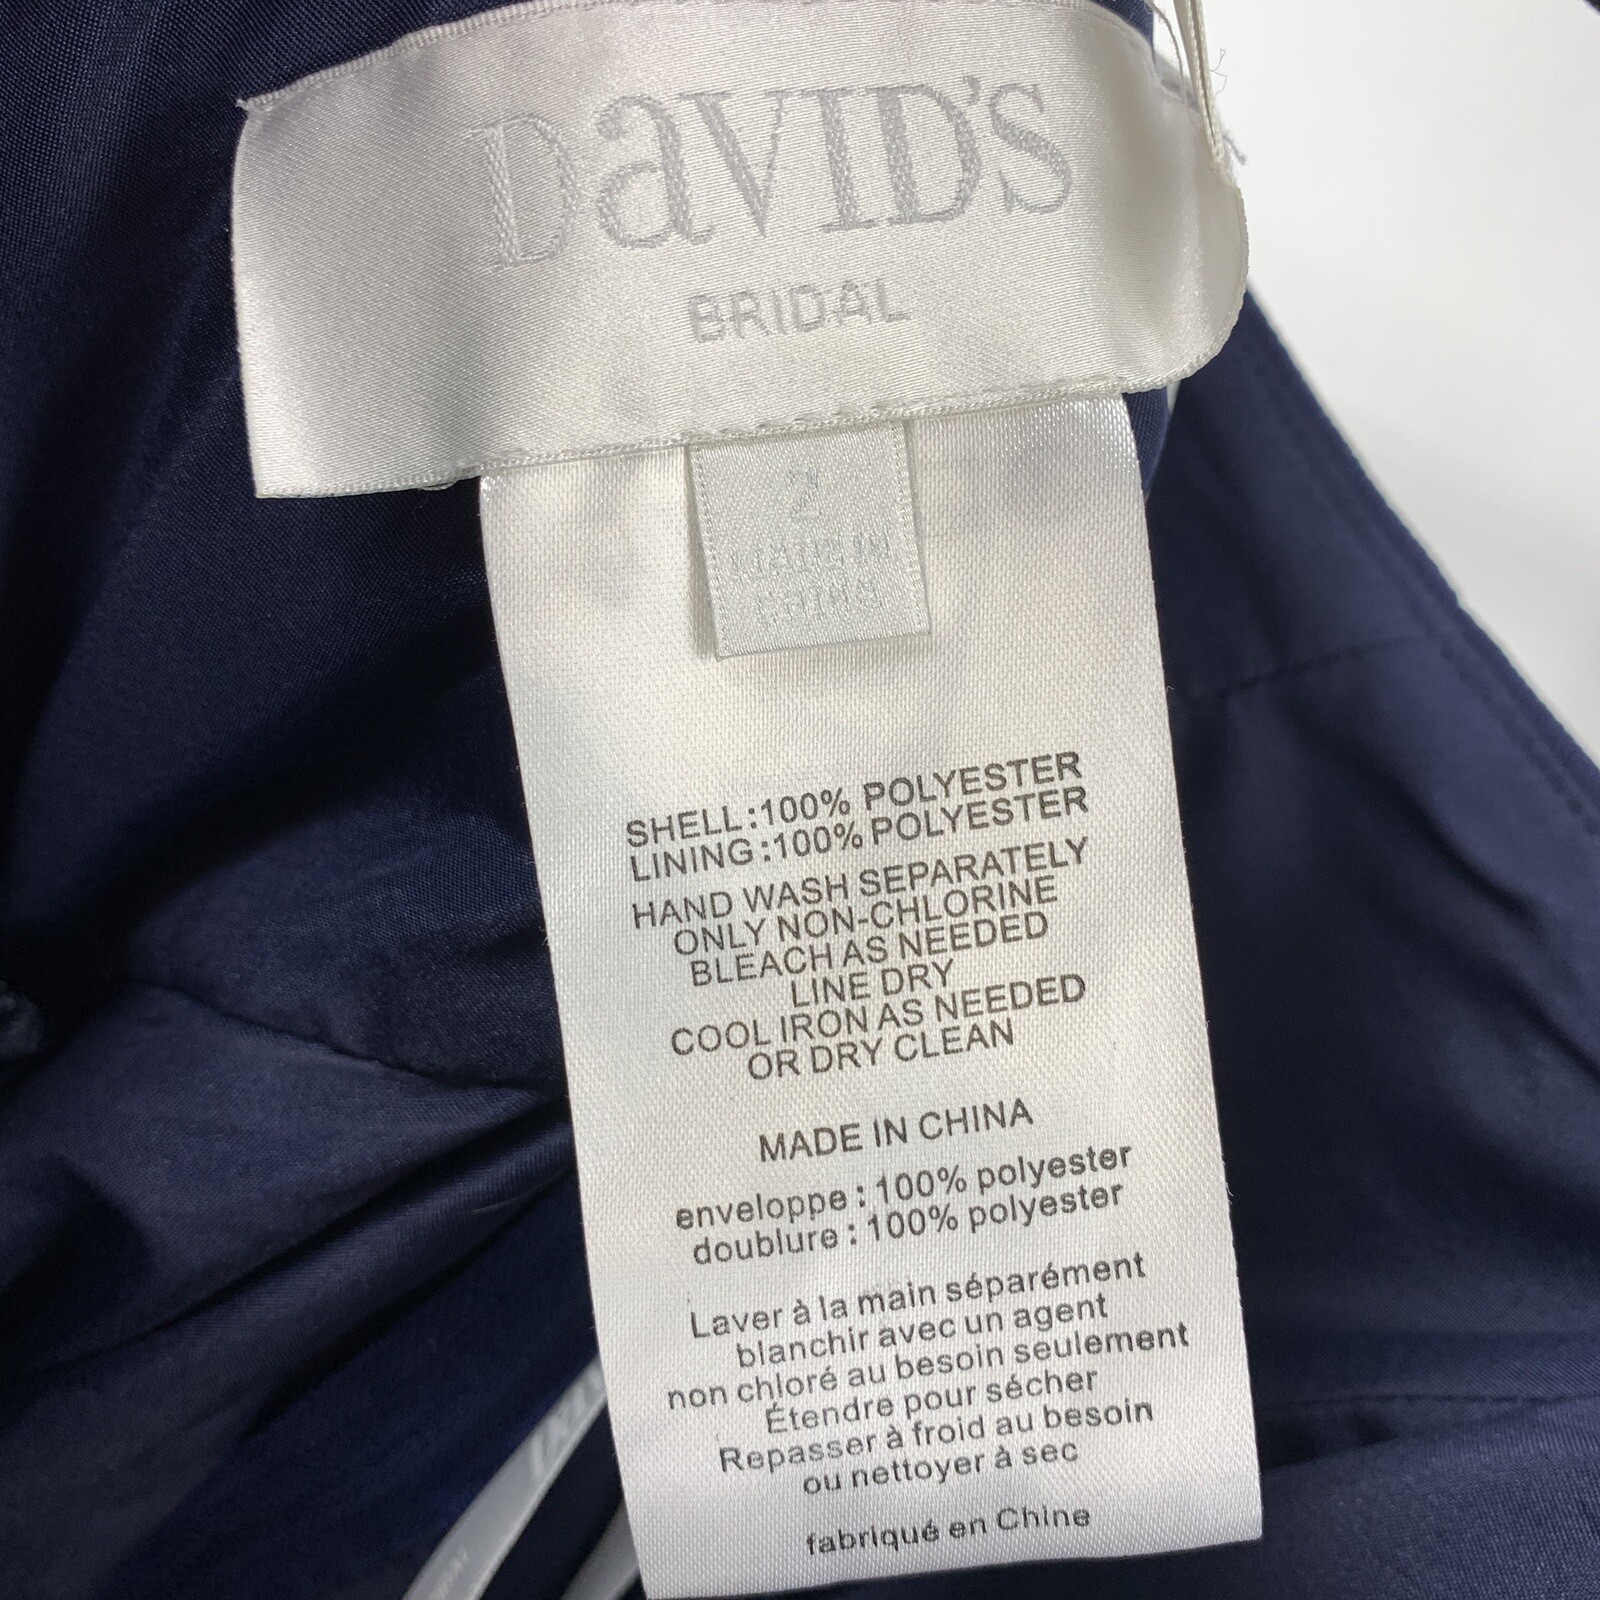 DAVID'S
BRIDAL
2
MADE IN
CHINA
SHELL:100% POLYESTER
LINING:100% POLYESTER
HAND WASH SEPARATELY
ONLY NON-CHLORINE
BLEACH AS NEEDED
LINE DRY
COOL IRON AS NEEDED
OR DRY CLEAN
MADE IN CHINA
enveloppe : 100% polyester
doublure : 100% polyester
Laver à la main séparément
blanchir avec un agent
non chloré au besoin seulement
Étendre pour sécher
Repasser à froid au besoin
ou nettoyer à sec
fabriqué en Chine